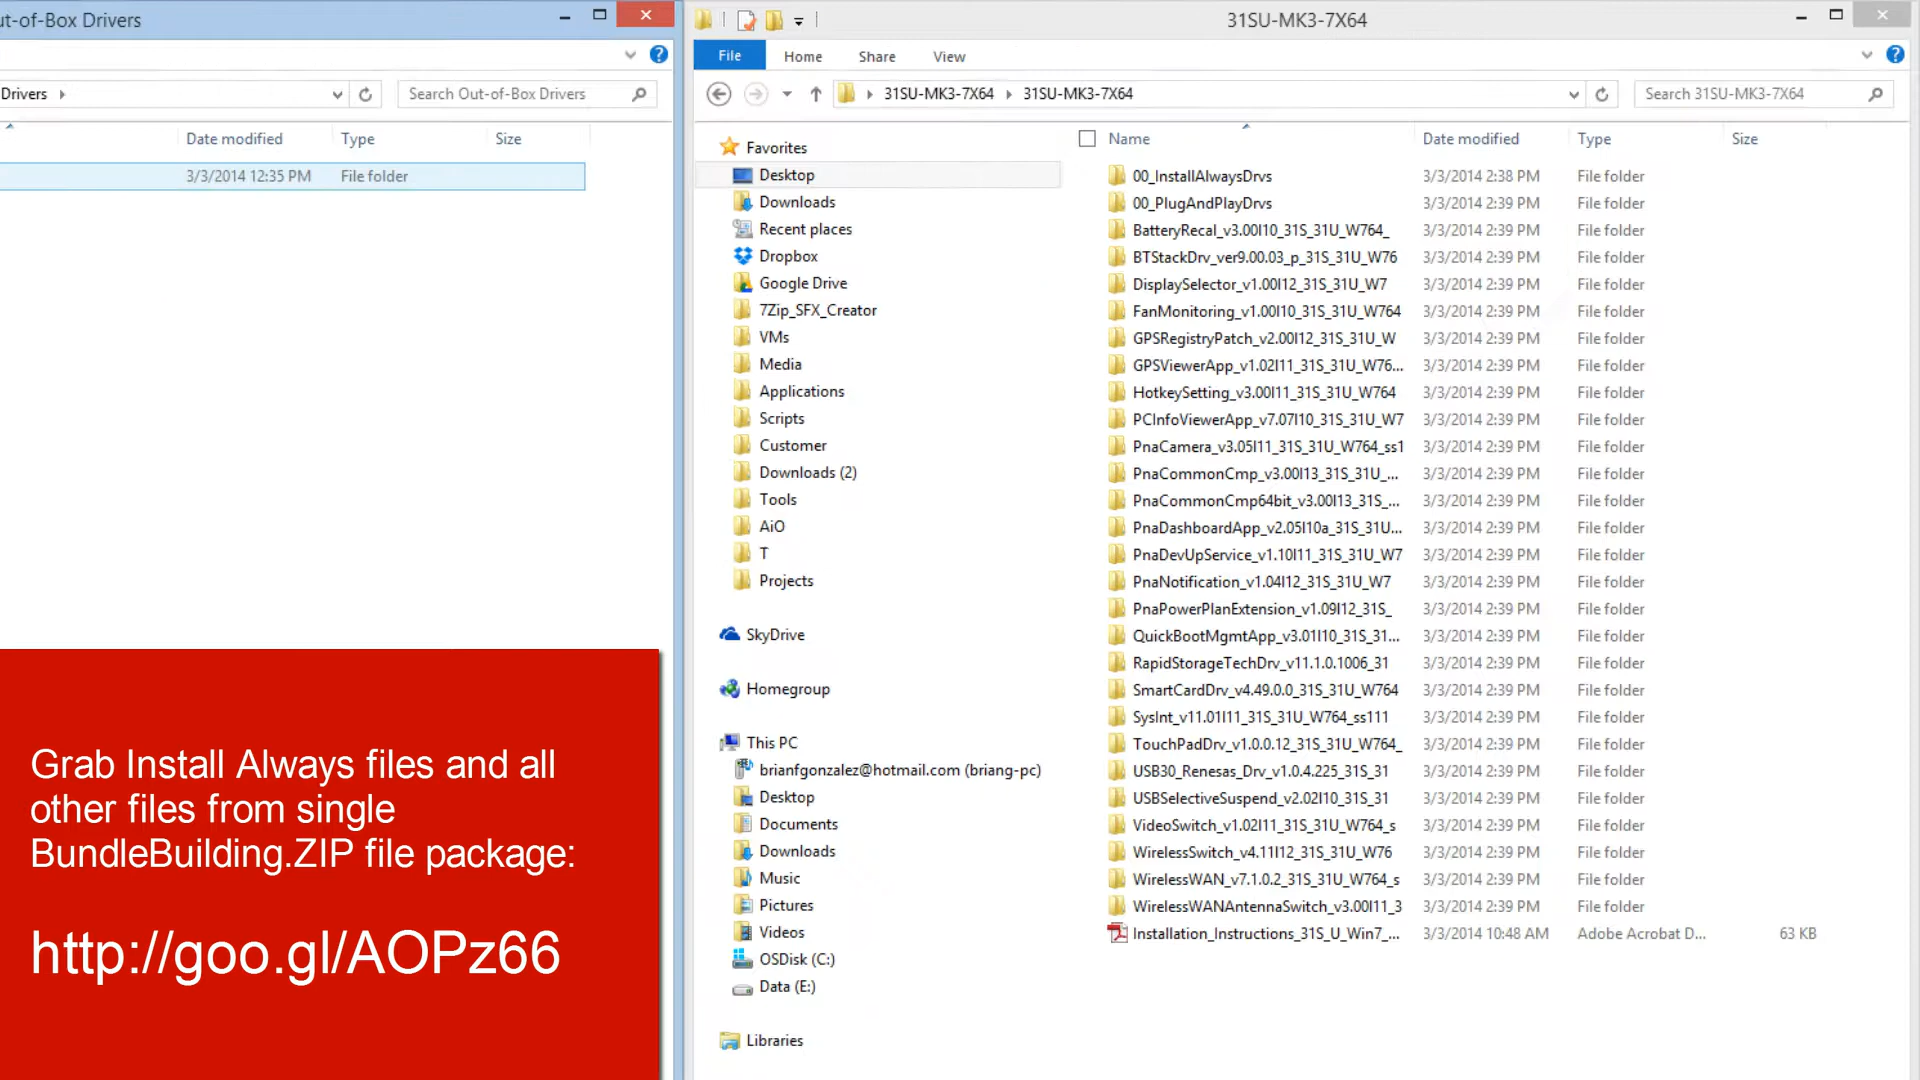 ut-of-Box Drivers
Drivers
Search Out-of-Box Drivers
Date modified Type Size
3/3/2014 12:35 PM File folder
Grab Install Always files and all
other files from single
BundleBuilding.ZIP file package:
http://goo.gl/AOPz66
31SU-MK3-7X64
File Home Share View
31SU-MK3-7X64 31SU-MK3-7X64
Search 31SU-MK3-7X64
Favorites
Desktop
Downloads
Recent places
Dropbox
Google Drive
7Zip_SFX_Creator
VMs
Media
Applications
Scripts
Customer
Downloads (2)
Tools
AiO
T
Projects
SkyDrive
Homegroup
This PC
brianfgonzalez@hotmail.com (briang-pc)
Desktop
Documents
Downloads
Music
Pictures
Videos
OSDisk (C:)
Data (E:)
Libraries
Name Date modified Type Size
00_InstallAlwaysDrvs 3/3/2014 2:38 PM File folder
00_PlugAndPlayDrvs 3/3/2014 2:39 PM File folder
BatteryRecal_v3.00l10_31S_31U_W764_ 3/3/2014 2:39 PM File folder
BTStackDrv_ver9.00.03_p_31S_31U_W76 3/3/2014 2:39 PM File folder
DisplaySelector_v1.00l12_31S_31U_W7 3/3/2014 2:39 PM File folder
FanMonitoring_v1.00l10_31S_31U_W764 3/3/2014 2:39 PM File folder
GPSRegistryPatch_v2.00l12_31S_31U_W 3/3/2014 2:39 PM File folder
GPSViewerApp_v1.02l11_31S_31U_W76... 3/3/2014 2:39 PM File folder
HotkeySetting_v3.00l11_31S_31U_W764 3/3/2014 2:39 PM File folder
PCInfoViewerApp_v7.07l10_31S_31U_W7 3/3/2014 2:39 PM File folder
PnaCamera_v3.05l11_31S_31U_W764_ss1 3/3/2014 2:39 PM File folder
PnaCommonCmp_v3.00l13_31S_31U_... 3/3/2014 2:39 PM File folder
PnaCommonCmp64bit_v3.00l13_31S_... 3/3/2014 2:39 PM File folder
PnaDashboardApp_v2.05l10a_31S_31U... 3/3/2014 2:39 PM File folder
PnaDevUpService_v1.10l11_31S_31U_W7 3/3/2014 2:39 PM File folder
PnaNotification_v1.04l12_31S_31U_W7 3/3/2014 2:39 PM File folder
PnaPowerPlanExtension_v1.09l12_31S_ 3/3/2014 2:39 PM File folder
QuickBootMgmtApp_v3.01l10_31S_31... 3/3/2014 2:39 PM File folder
RapidStorageTechDrv_v11.1.0.1006_31 3/3/2014 2:39 PM File folder
SmartCardDrv_v4.49.0.0_31S_31U_W764 3/3/2014 2:39 PM File folder
SysInt_v11.01l11_31S_31U_W764_ss111 3/3/2014 2:39 PM File folder
TouchPadDrv_v1.0.0.12_31S_31U_W764_ 3/3/2014 2:39 PM File folder
USB30_Renesas_Drv_v1.0.4.225_31S_31 3/3/2014 2:39 PM File folder
USBSelectiveSuspend_v2.02l10_31S_31 3/3/2014 2:39 PM File folder
VideoSwitch_v1.02l11_31S_31U_W764_s 3/3/2014 2:39 PM File folder
WirelessSwitch_v4.11l12_31S_31U_W76 3/3/2014 2:39 PM File folder
WirelessWAN_v7.1.0.2_31S_31U_W764_s 3/3/2014 2:39 PM File folder
WirelessWANAntennaSwitch_v3.00l11_3 3/3/2014 2:39 PM File folder
Installation_Instructions_31S_U_Win7_... 3/3/2014 10:48 AM Adobe Acrobat D... 63 KB